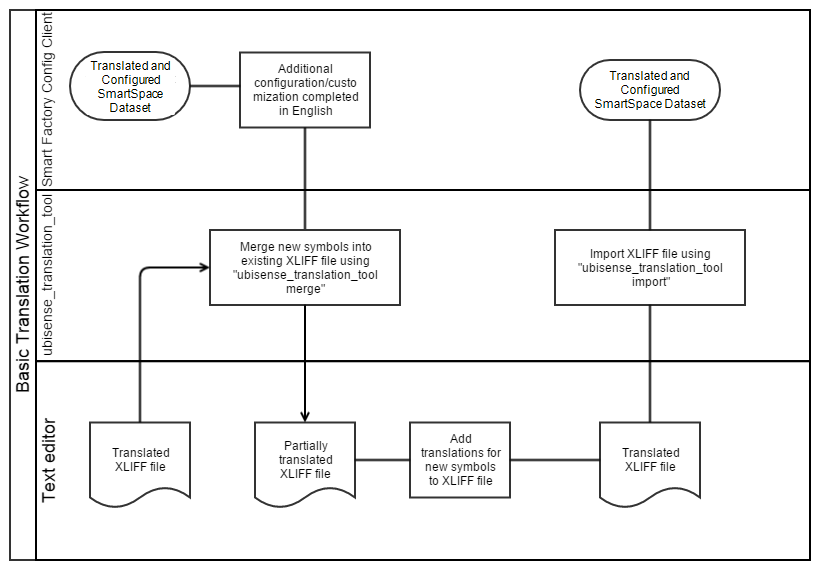 Basic Translation Workflow
Smart Factory Config Client
Translated and
Configured
SmartSpace
Dataset
Additional
configuration/custo
mization completed
in English
Translated and
Configured
SmartSpace Dataset
ubisense_translation_tool
Merge new symbols into
existing XLIFF file using
"ubisense_translation_tool
merge"
Import XLIFF file using
"ubisense_translation_tool
import"
Text editor
Translated
XLIFF file
Partially
translated
XLIFF file
Add
translations for
new symbols
to XLIFF file
Translated
XLIFF file